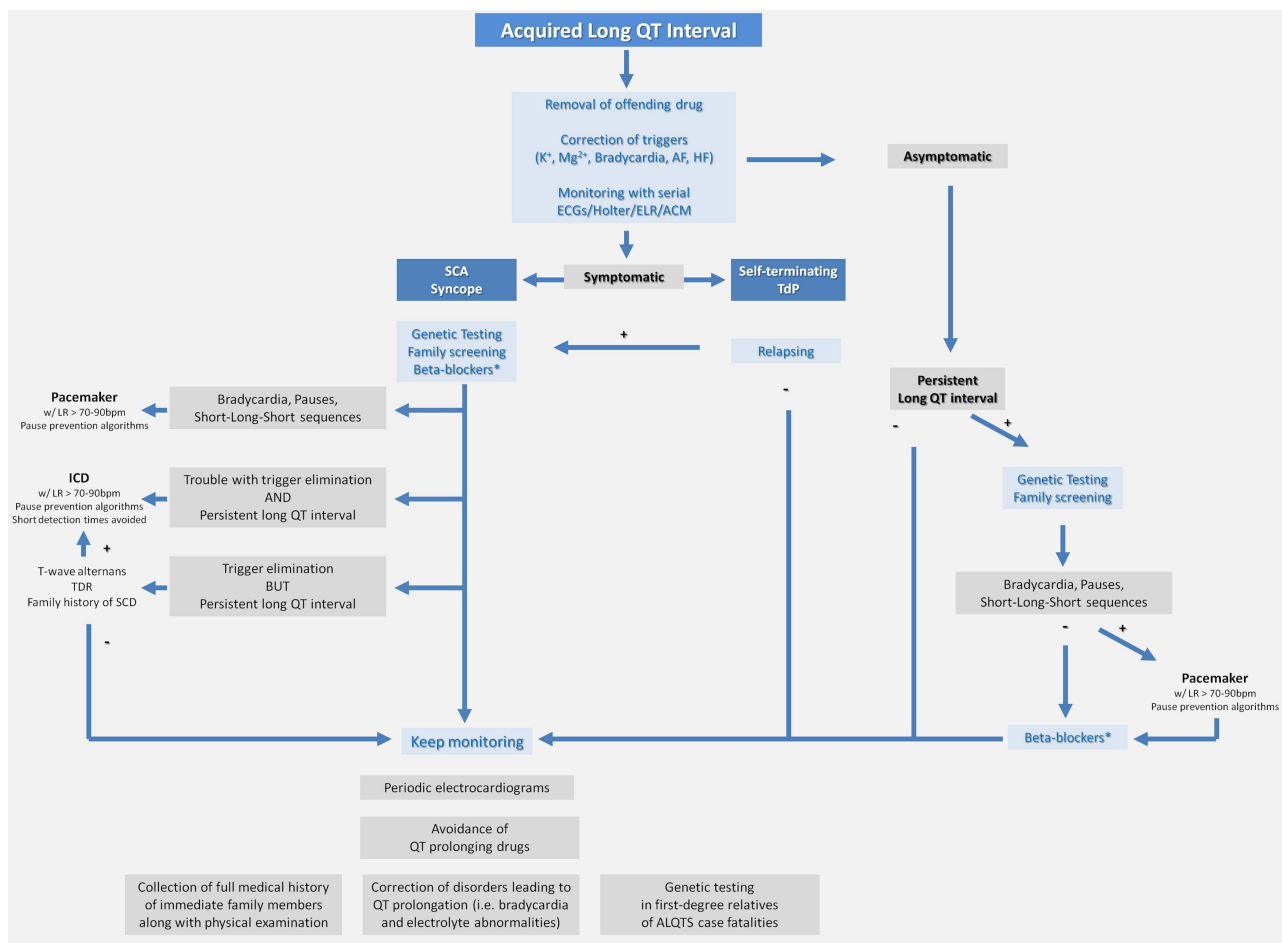 Acquired Long QT Interval
Removal of offending drug
Correction of triggers
(K⁺, Mg²⁺, Bradycardia, AF, HF)
Monitoring with serial
ECGs/Holter/ELR/ACM
Asymptomatic
SCA
Syncope
Symptomatic
Self-terminating
TdP
Genetic Testing
Family screening
Beta-blockers*
+
Relapsing
-
Persistent
Long QT interval
-
+
Pacemaker
w/ LR > 70-90bpm
Pause prevention algorithms
Bradycardia, Pauses,
Short-Long-Short sequences
ICD
w/ LR > 70-90bpm
Pause prevention algorithms
Short detection times avoided
Trouble with trigger elimination
AND
Persistent long QT interval
Genetic Testing
Family screening
+
T-wave alternans
TDR
Family history of SCD
Trigger elimination
BUT
Persistent long QT interval
Bradycardia, Pauses,
Short-Long-Short sequences
-
-
+
Pacemaker
w/ LR > 70-90bpm
Pause prevention algorithms
Keep monitoring
Beta-blockers*
Periodic electrocardiograms
Avoidance of
QT prolonging drugs
Collection of full medical history
of immediate family members
along with physical examination
Correction of disorders leading to
QT prolongation (i.e. bradycardia
and electrolyte abnormalities)
Genetic testing
in first-degree relatives
of ALQTS case fatalities